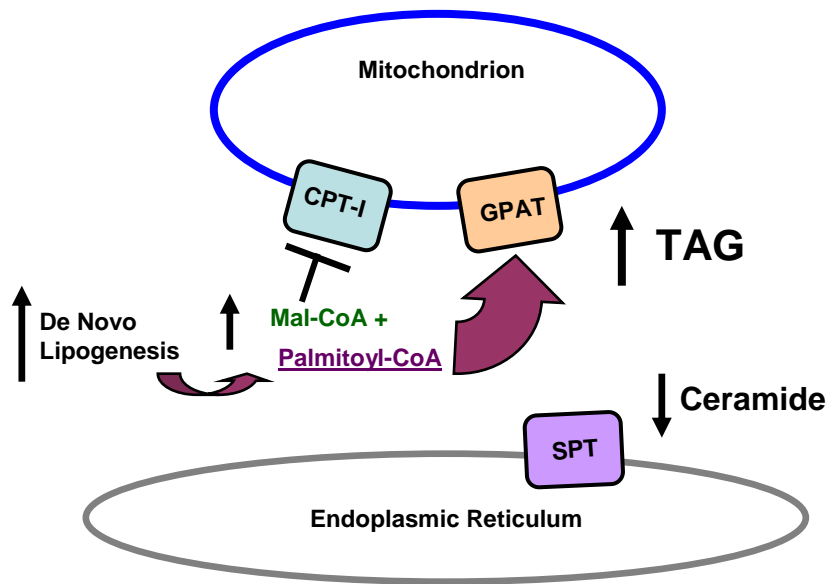 Mitochondrion
CPT-I
GPAT
TAG
De Novo
Lipogenesis
Mal-CoA +
Palmitoyl-CoA
Ceramide
SPT
Endoplasmic Reticulum